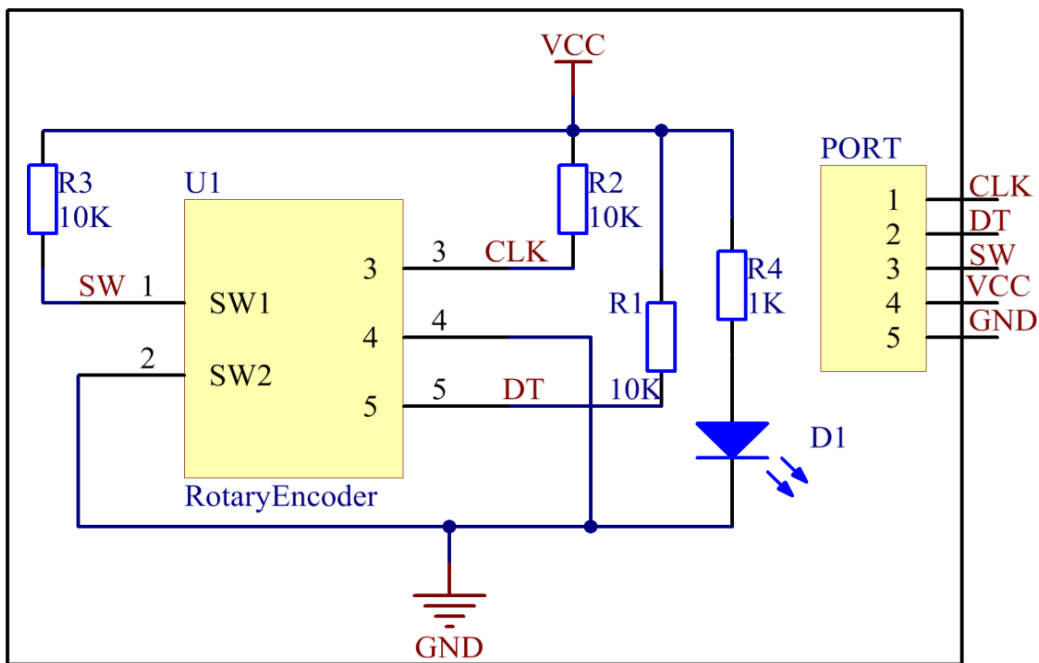 VCC
PORT
R3
10K
U1
R2
10K
1
CLK
2
DT
3
SW
4
VCC
5
GND
SW
1
SW1
3
3
CLK
R4
1K
R1
10K
4
4
2
SW2
5
5
DT
D1
RotaryEncoder
GND